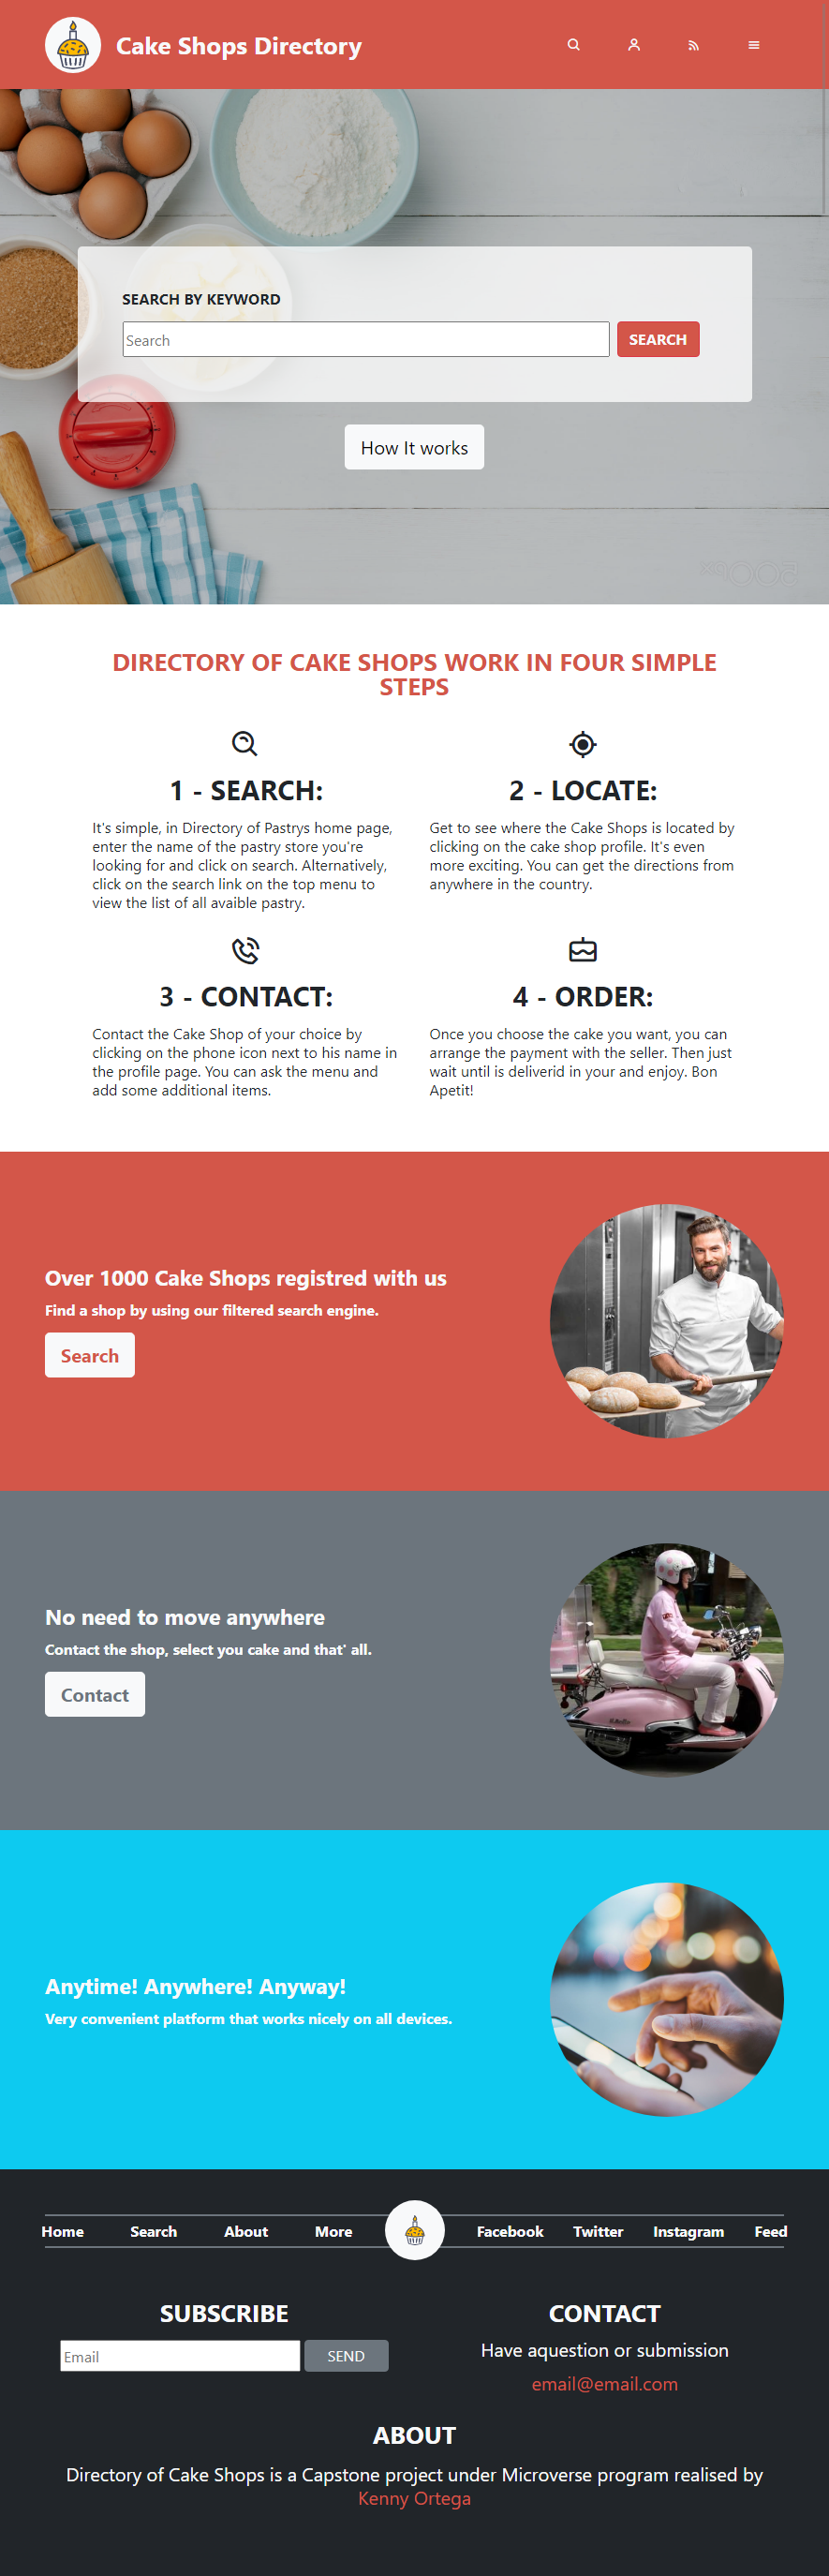 Cake Shops Directory
SEARCH BY KEYWORD
Search
SEARCH
How It works
DIRECTORY OF CAKE SHOPS WORK IN FOUR SIMPLE
STEPS
1 - SEARCH:
It's simple, in Directory of Pastrys home page,
enter the name of the pastry store you're
looking for and click on search. Alternatively,
click on the search link on the top menu to
view the list of all avaible pastry.
2 - LOCATE:
Get to see where the Cake Shops is located by
clicking on the cake shop profile. It's even
more exciting. You can get the directions from
anywhere in the country.
3 - CONTACT:
Contact the Cake Shop of your choice by
clicking on the phone icon next to his name in
the profile page. You can ask the menu and
add some additional items.
4 - ORDER:
Once you choose the cake you want, you can
arrange the payment with the seller. Then just
wait until is deliverid in your and enjoy. Bon
Apetit!
Over 1000 Cake Shops registred with us
Find a shop by using our filtered search engine.
Search
No need to move anywhere
Contact the shop, select you cake and that' all.
Contact
Anytime! Anywhere! Anyway!
Very convenient platform that works nicely on all devices.
Home Search About More Facebook Twitter Instagram Feed
SUBSCRIBE
Email
SEND
CONTACT
Have aquestion or submission
email@email.com
ABOUT
Directory of Cake Shops is a Capstone project under Microverse program realised by
Kenny Ortega